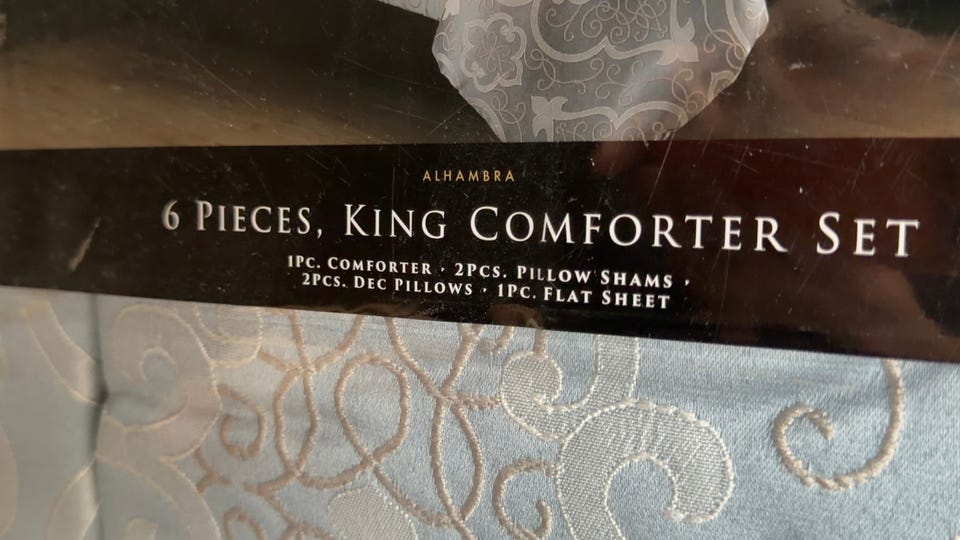 ALHAMBRA
6 PIECES, KING COMFORTER SET
1PC. COMFORTER · 2PCS. PILLOW SHAMS ·
2PCS. DEC PILLOWS · 1PC. FLAT SHEET